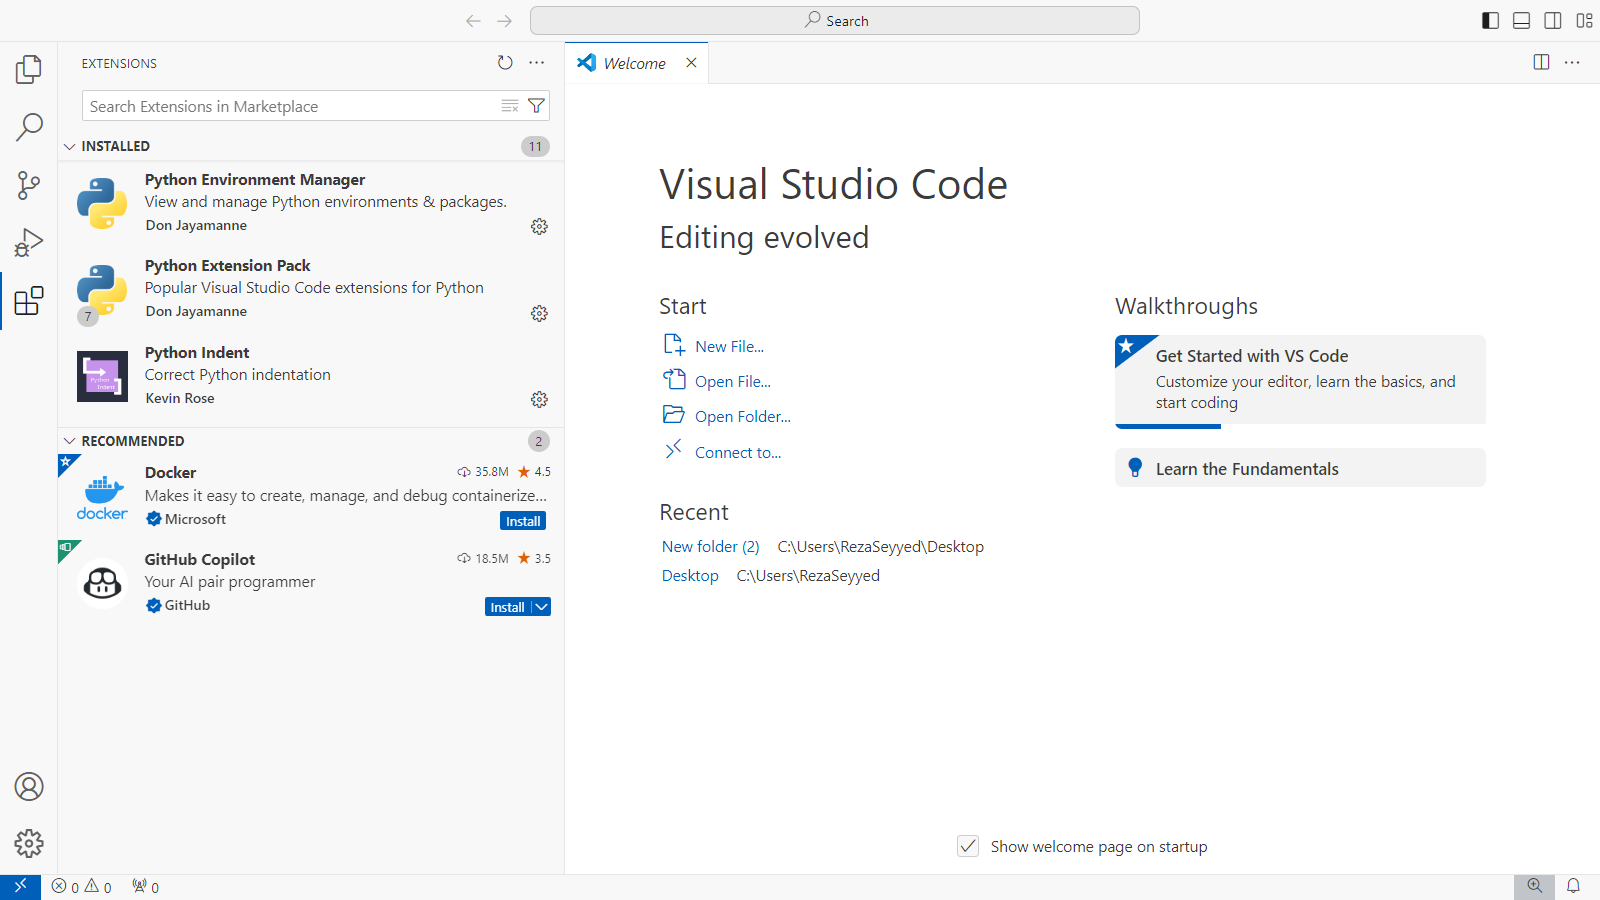 Search
EXTENSIONS
Search Extensions in Marketplace
INSTALLED
11
Python Environment Manager
View and manage Python environments & packages.
Don Jayamanne
7
Python Extension Pack
Popular Visual Studio Code extensions for Python
Don Jayamanne
Python Indent
Python Indent
Correct Python indentation
Kevin Rose
RECOMMENDED
2
docker
Docker
35.8M
4.5
Makes it easy to create, manage, and debug containerize...
Microsoft
Install
GitHub Copilot
18.5M
3.5
Your AI pair programmer
GitHub
Install
Welcome
Visual Studio Code
Editing evolved
Start
New File...
Open File...
Open Folder...
Connect to...
Recent
New folder (2) C:\Users\RezaSeyyed\Desktop
Desktop C:\Users\RezaSeyyed
Walkthroughs
Get Started with VS Code
Customize your editor, learn the basics, and
start coding
Learn the Fundamentals
Show welcome page on startup
0 0 0